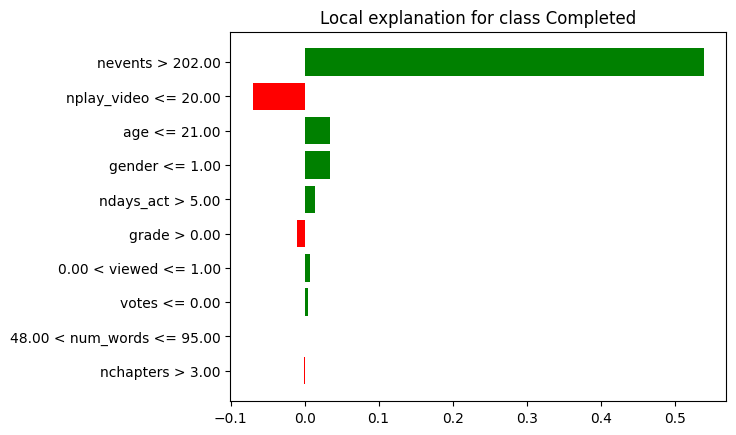 Local explanation for class Completed
nevents > 202.00
nplay_video <= 20.00
age <= 21.00
gender <= 1.00
ndays_act > 5.00
grade > 0.00
0.00 < viewed <= 1.00
votes <= 0.00
48.00 < num_words <= 95.00
nchapters > 3.00
−0.1 0.0 0.1 0.2 0.3 0.4 0.5